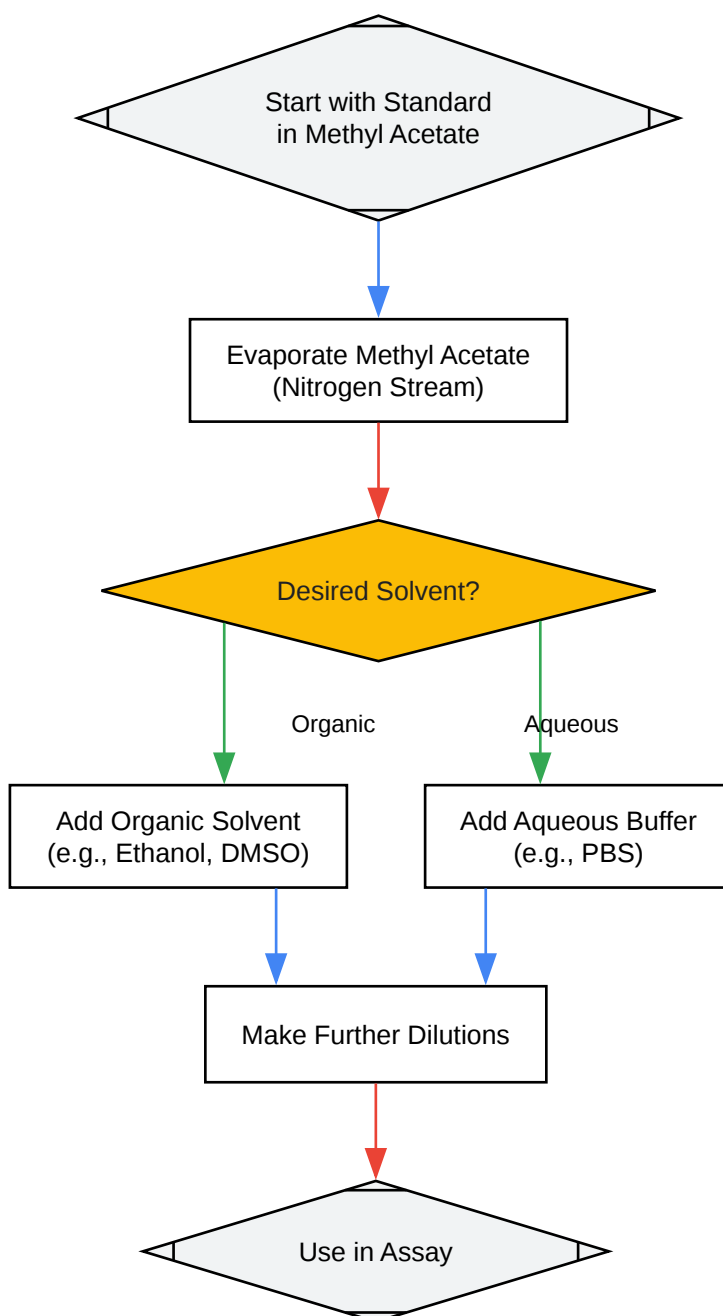 Start with Standard
in Methyl Acetate
Evaporate Methyl Acetate
(Nitrogen Stream)
Desired Solvent?
Organic
Aqueous
Add Organic Solvent
(e.g., Ethanol, DMSO)
Add Aqueous Buffer
(e.g., PBS)
Make Further Dilutions
Use in Assay